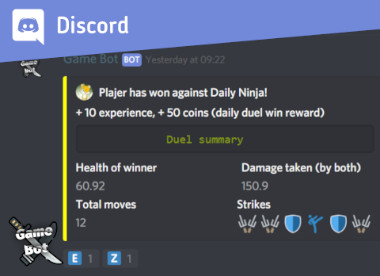 Discord
Game Bot BOT Yesterday at 09:22
Plajer has won against Daily Ninja!
+ 10 experience, + 50 coins (daily duel win reward)
Duel summary
Health of winner Damage taken (by both)
60.92 150.9
Total moves Strikes
12
Game
Bot
E 1 Z 1